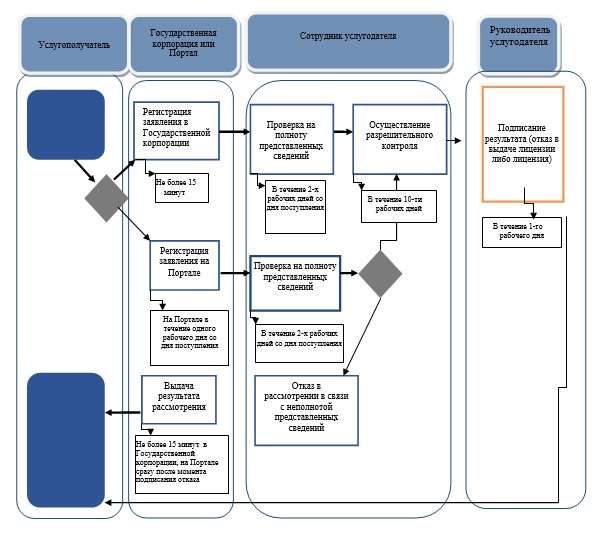 Услугополучатель
Государственная
корпорация или
Портал
Сотрудник услугодателя
Руководитель
услугодателя
Регистрация
заявления в
Государственной
корпорации
Не более 15
минут
Проверка на
полноту
представленных
сведений
В течение 2-х
рабочих дней со
дня поступления
Осуществление
разрешительного
контроля
В течение 10-ти
рабочих дней
Подписание
результата (отказ в
выдаче лицензии
либо лицензия)
В течение 1-го
рабочего дня
Регистрация
заявления на
Портале
На Портале в
течение одного
рабочего дня со
дня поступления
Проверка на полноту
представленных
сведений
В течение 2-х рабочих
дней со дня поступления
Отказ в
рассмотрении в связи
с неполнотой
представленных
сведений
Выдача
результата
рассмотрения
Не более 15 минут в
Государственной
корпорации, на Портале
сразу после момента
подписания отказа